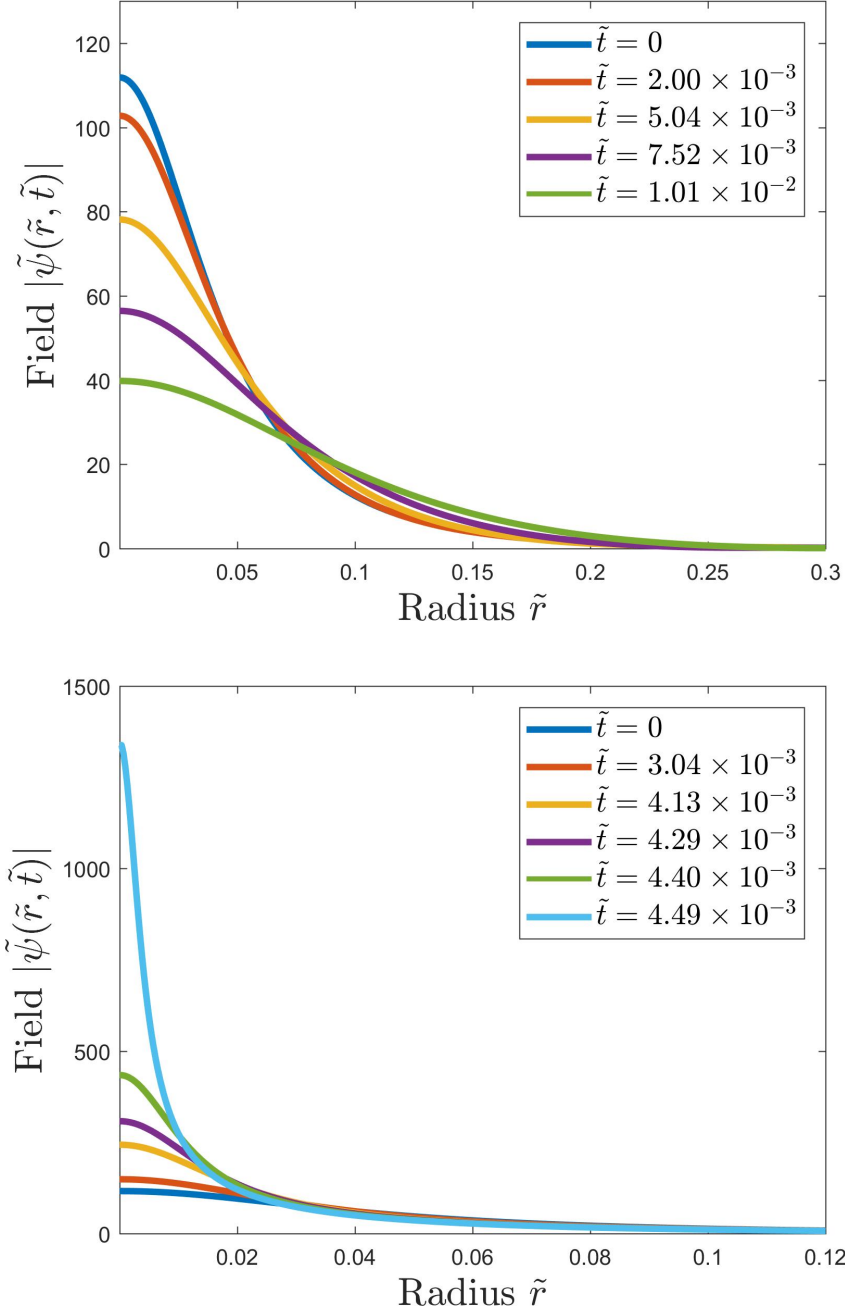 120
100
80
60
40
20
0
Field |ψ̃(r̃, t̃)|
t̃ = 0
t̃ = 2.00 × 10⁻³
t̃ = 5.04 × 10⁻³
t̃ = 7.52 × 10⁻³
t̃ = 1.01 × 10⁻²
0.05 0.1 0.15 0.2 0.25 0.3
Radius r̃
1500
1000
500
0
Field |ψ̃(r̃, t̃)|
t̃ = 0
t̃ = 3.04 × 10⁻³
t̃ = 4.13 × 10⁻³
t̃ = 4.29 × 10⁻³
t̃ = 4.40 × 10⁻³
t̃ = 4.49 × 10⁻³
0.02 0.04 0.06 0.08 0.1 0.12
Radius r̃